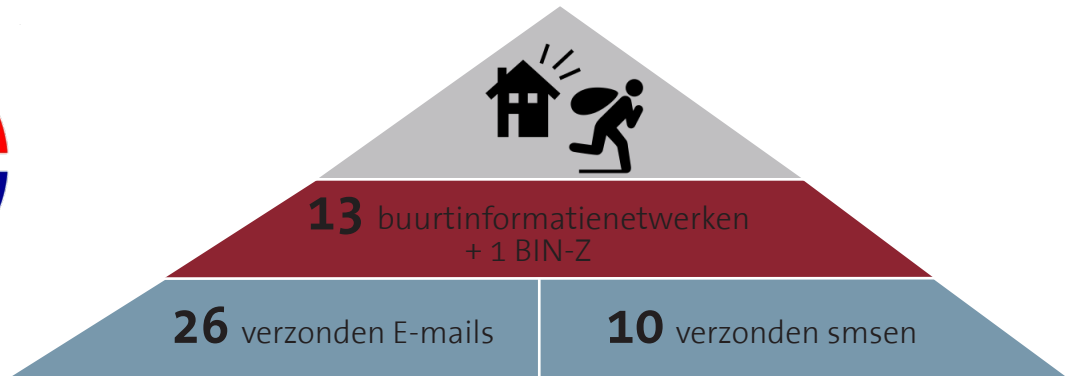 13 buurtinformatienetwerken
+ 1 BIN-Z
26 verzonden E-mails
10 verzonden smsen